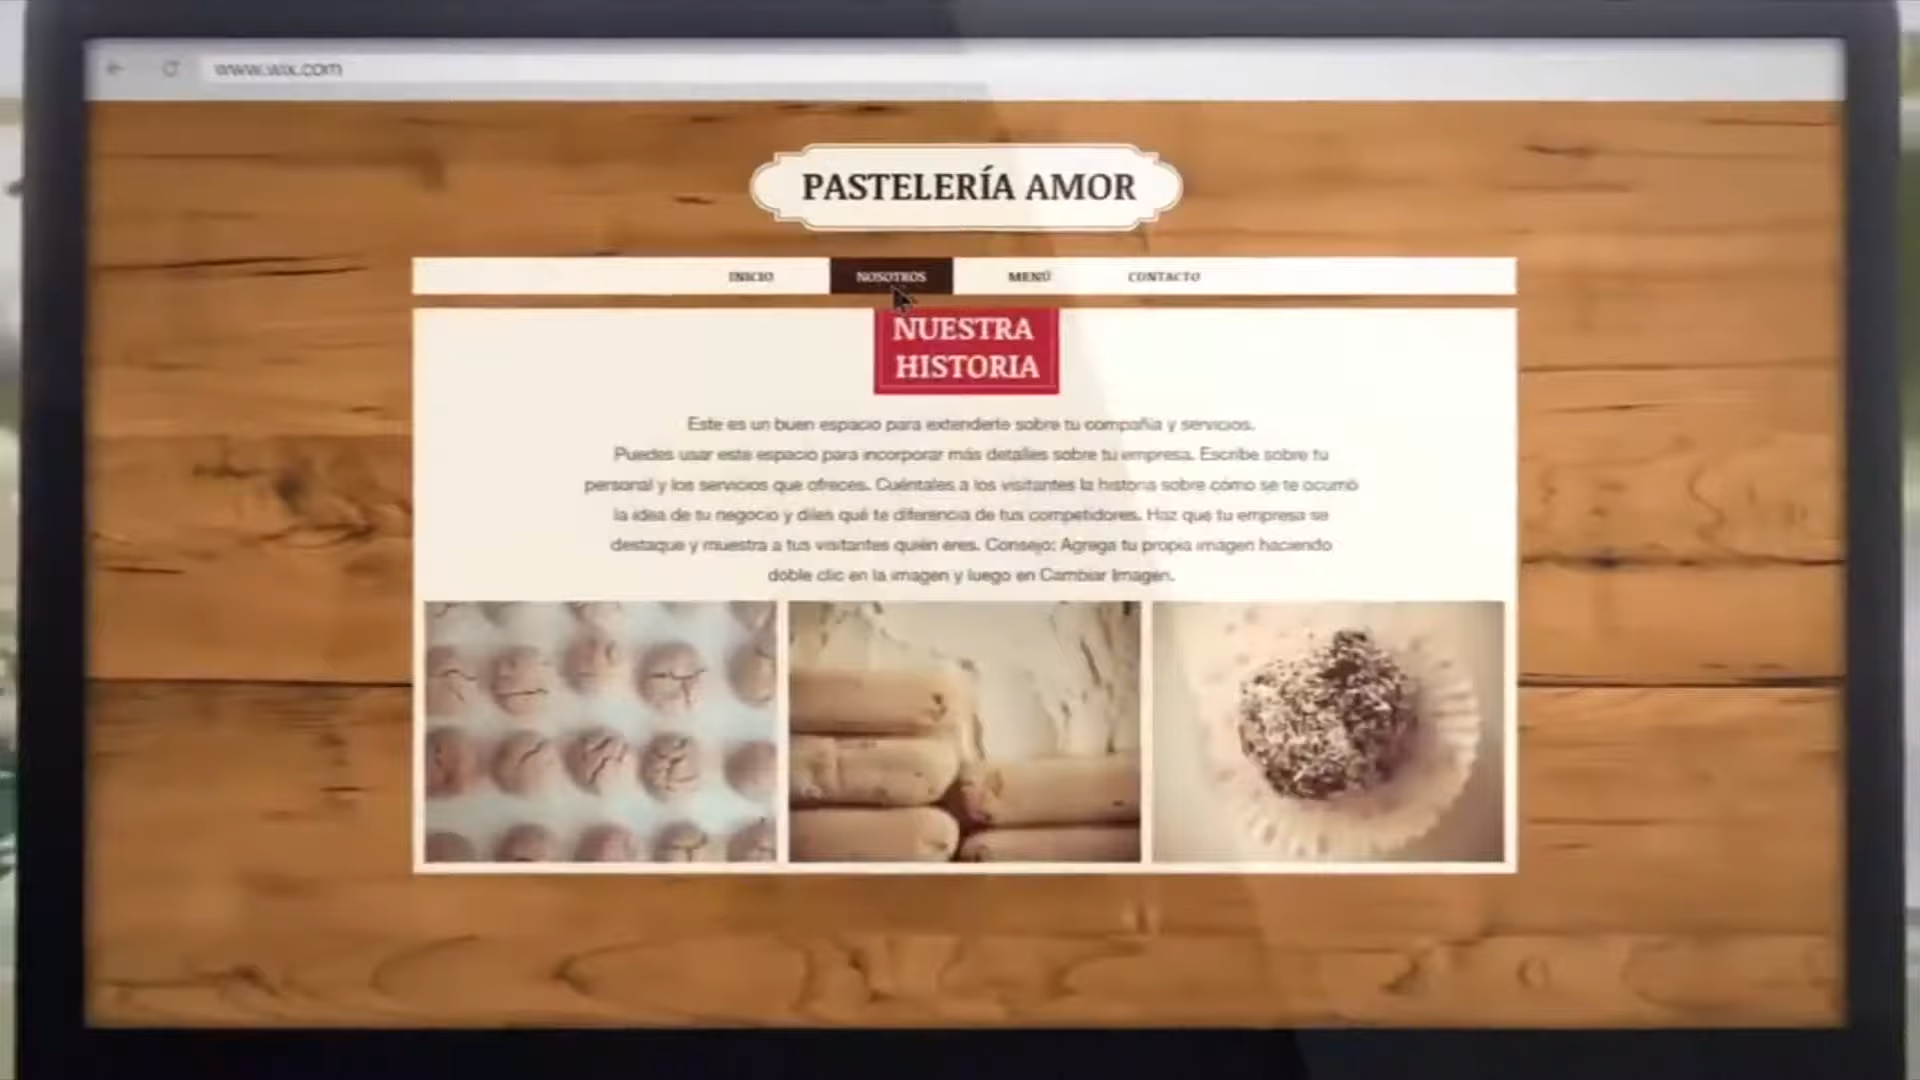 www.wix.com
PASTELERÍA AMOR
INICIO NOSOTROS MENÚ CONTACTO
NUESTRA
HISTORIA
Este es un buen espacio para extenderte sobre tu compañía y servicios.
Puedes usar este espacio para incorporar más detalles sobre tu empresa. Escribe sobre tu
personal y los servicios que ofreces. Cuéntales a los visitantes la historia sobre cómo se te ocurrió
la idea de tu negocio y diles qué te diferencia de tus competidores. Haz que tu empresa se
destaque y muestra a tus visitantes quién eres. Consejo: Agrega tu propia imagen haciendo
doble clic en la imagen y luego en Cambiar Imagen.